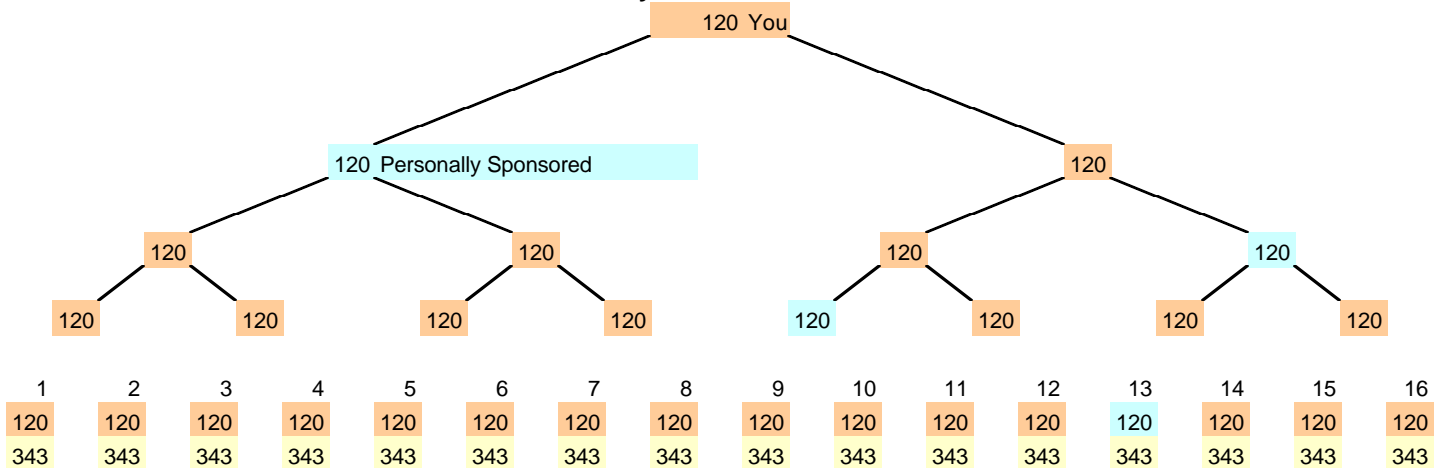 120 You
120 Personally Sponsored 120
120 120 120 120
120 120 120 120 120 120 120 120
1 2 3 4 5 6 7 8 9 10 11 12 13 14 15 16
120 120 120 120 120 120 120 120 120 120 120 120 120 120 120 120
343 343 343 343 343 343 343 343 343 343 343 343 343 343 343 343